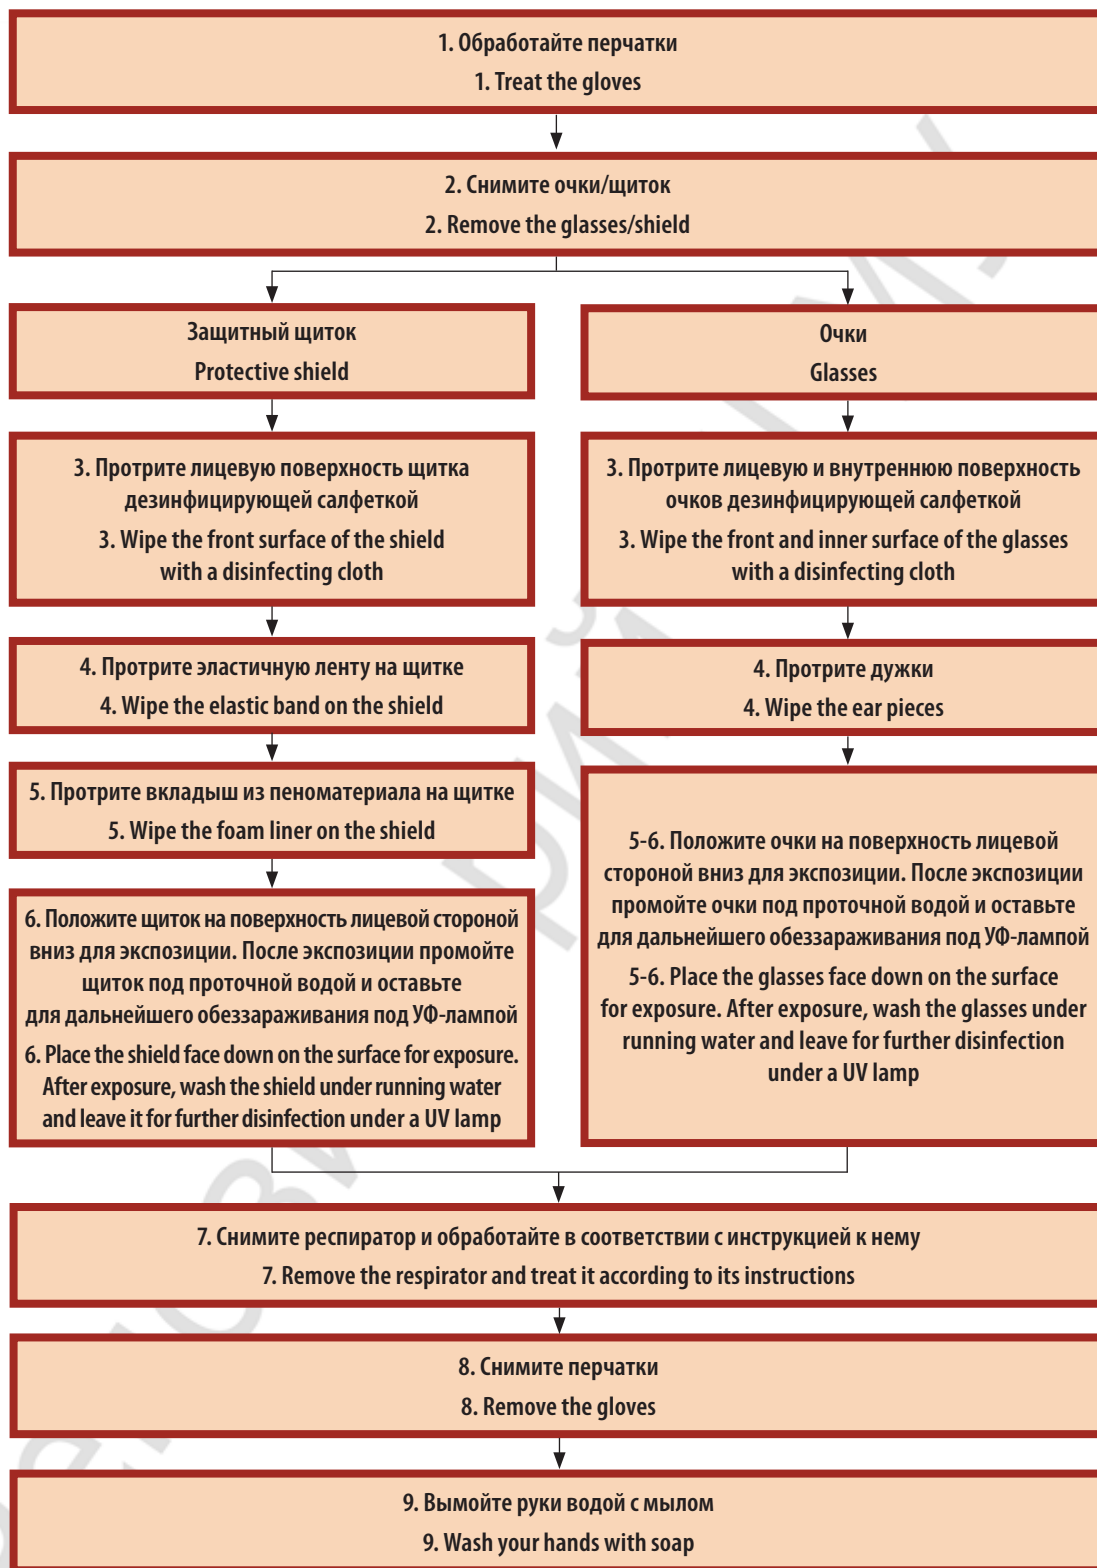 1. Обработайте перчатки
1. Treat the gloves
2. Снимите очки/щиток
2. Remove the glasses/shield
Защитный щиток
Protective shield
3. Протрите лицевую поверхность щитка
дезинфицирующей салфеткой
3. Wipe the front surface of the shield
with a disinfecting cloth
4. Протрите эластичную ленту на щитке
4. Wipe the elastic band on the shield
5. Протрите вкладыш из пеноматериала на щитке
5. Wipe the foam liner on the shield
6. Положите щиток на поверхность лицевой стороной
вниз для экспозиции. После экспозиции промойте
щиток под проточной водой и оставьте
для дальнейшего обеззараживания под УФ-лампой
6. Place the shield face down on the surface for exposure.
After exposure, wash the shield under running water
and leave it for further disinfection under a UV lamp
Очки
Glasses
3. Протрите лицевую и внутреннюю поверхность
очков дезинфицирующей салфеткой
3. Wipe the front and inner surface of the glasses
with a disinfecting cloth
4. Протрите дужки
4. Wipe the ear pieces
5-6. Положите очки на поверхность лицевой
стороной вниз для экспозиции. После экспозиции
промойте очки под проточной водой и оставьте
для дальнейшего обеззараживания под УФ-лампой
5-6. Place the glasses face down on the surface
for exposure. After exposure, wash the glasses under
running water and leave for further disinfection
under a UV lamp
7. Снимите респиратор и обработайте в соответствии с инструкцией к нему
7. Remove the respirator and treat it according to its instructions
8. Снимите перчатки
8. Remove the gloves
9. Вымойте руки водой с мылом
9. Wash your hands with soap